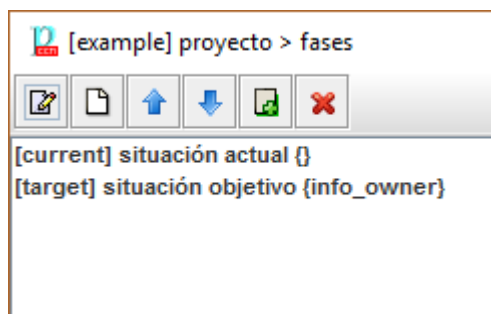 [example] proyecto > fases
[current] situación actual {}
[target] situación objetivo {info_owner}